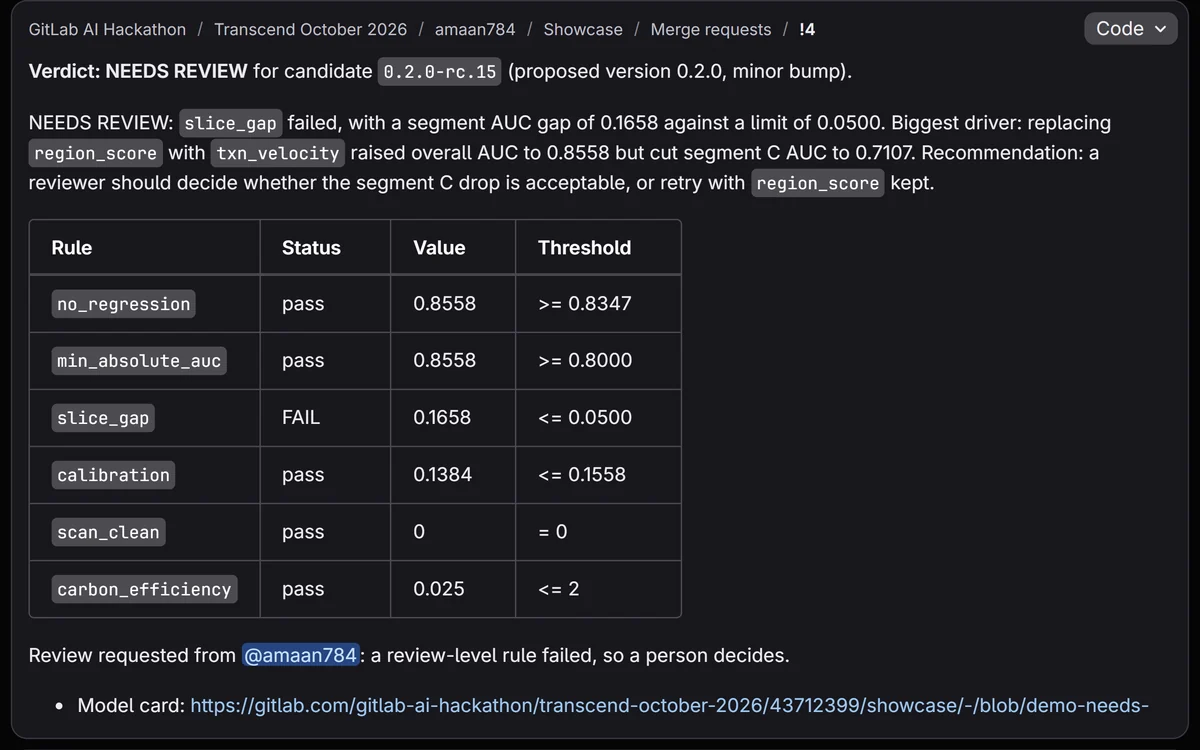 GitLab AI Hackathon / Transcend October 2026 / amaan784 / Showcase / Merge requests / !4
Code
Verdict: NEEDS REVIEW for candidate 0.2.0-rc.15 (proposed version 0.2.0, minor bump).
NEEDS REVIEW: slice_gap failed, with a segment AUC gap of 0.1658 against a limit of 0.0500. Biggest driver: replacing
region_score with txn_velocity raised overall AUC to 0.8558 but cut segment C AUC to 0.7107. Recommendation: a
reviewer should decide whether the segment C drop is acceptable, or retry with region_score kept.
Rule Status Value Threshold
no_regression pass 0.8558 >= 0.8347
min_absolute_auc pass 0.8558 >= 0.8000
slice_gap FAIL 0.1658 <= 0.0500
calibration pass 0.1384 <= 0.1558
scan_clean pass 0 = 0
carbon_efficiency pass 0.025 <= 2
Review requested from @amaan784: a review-level rule failed, so a person decides.
• Model card: https://gitlab.com/gitlab-ai-hackathon/transcend-october-2026/43712399/showcase/-/blob/demo-needs-